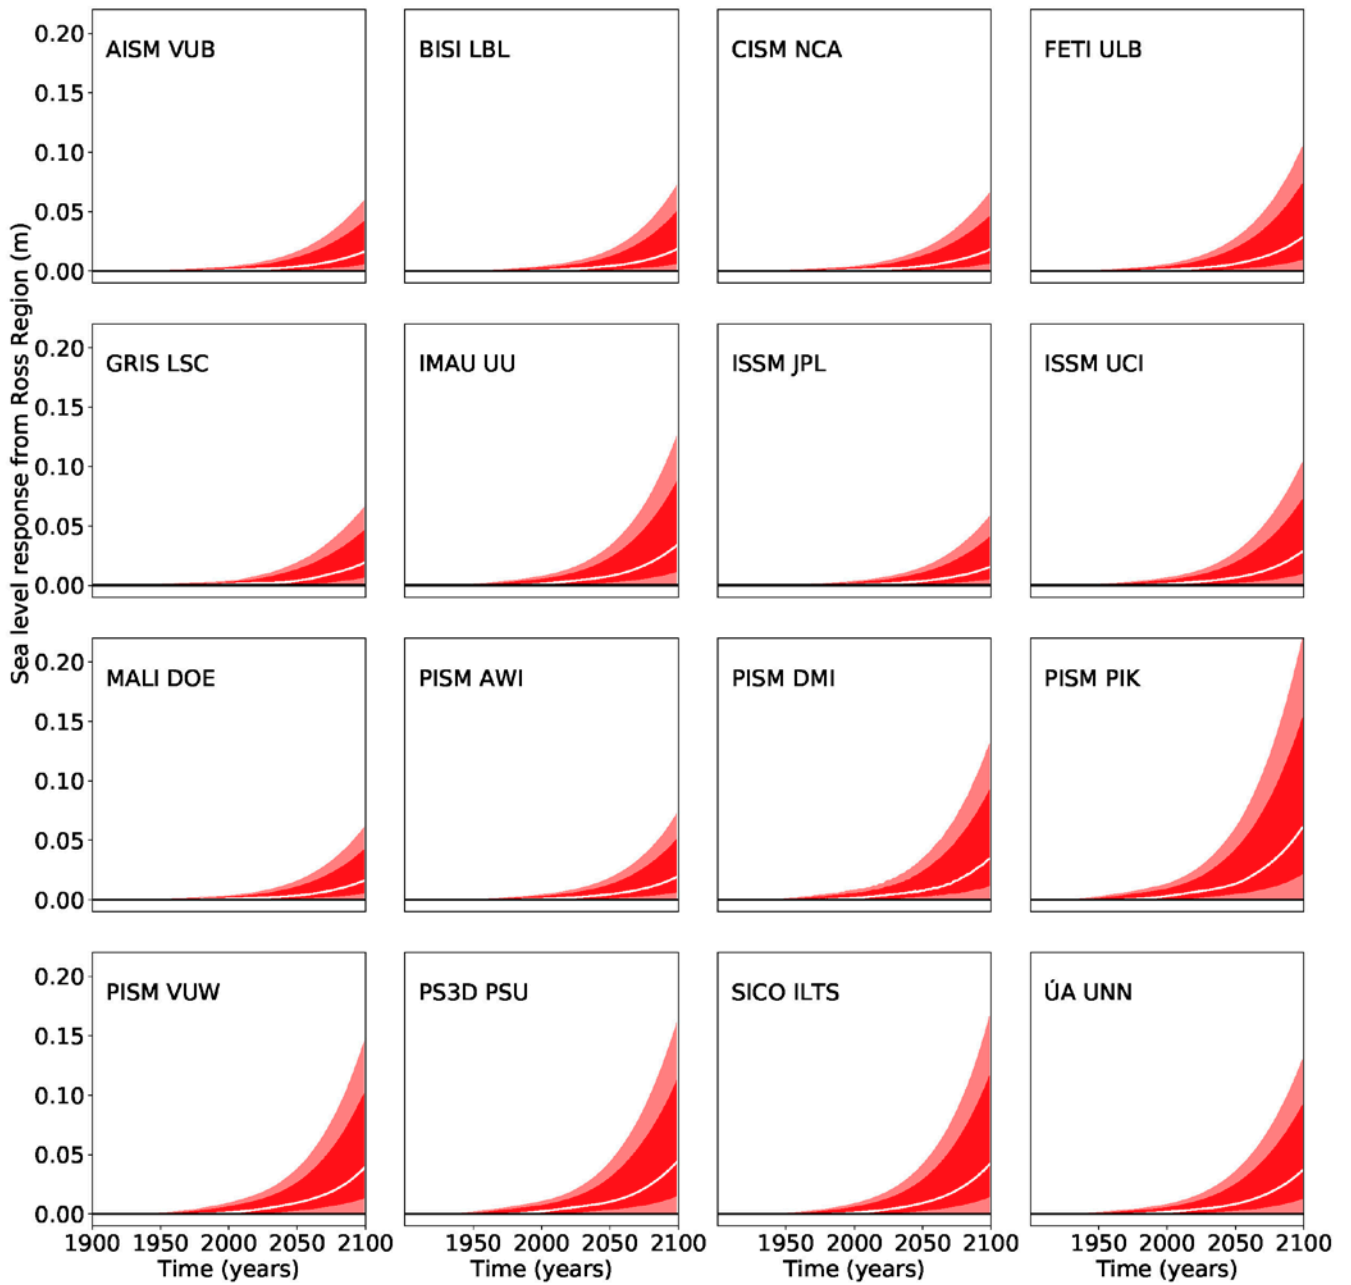 Sea level response from Ross Region (m)
0.20
0.15
0.10
0.05
0.00
AISM VUB
BISI LBL
CISM NCA
FETI ULB
0.20
0.15
0.10
0.05
0.00
GRIS LSC
IMAU UU
ISSM JPL
ISSM UCI
0.20
0.15
0.10
0.05
0.00
MALI DOE
PISM AWI
PISM DMI
PISM PIK
0.20
0.15
0.10
0.05
0.00
PISM VUW
PS3D PSU
SICO ILTS
ÚA UNN
1900 1950 2000 2050 2100
1950 2000 2050 2100
1950 2000 2050 2100
1950 2000 2050 2100
Time (years)
Time (years)
Time (years)
Time (years)